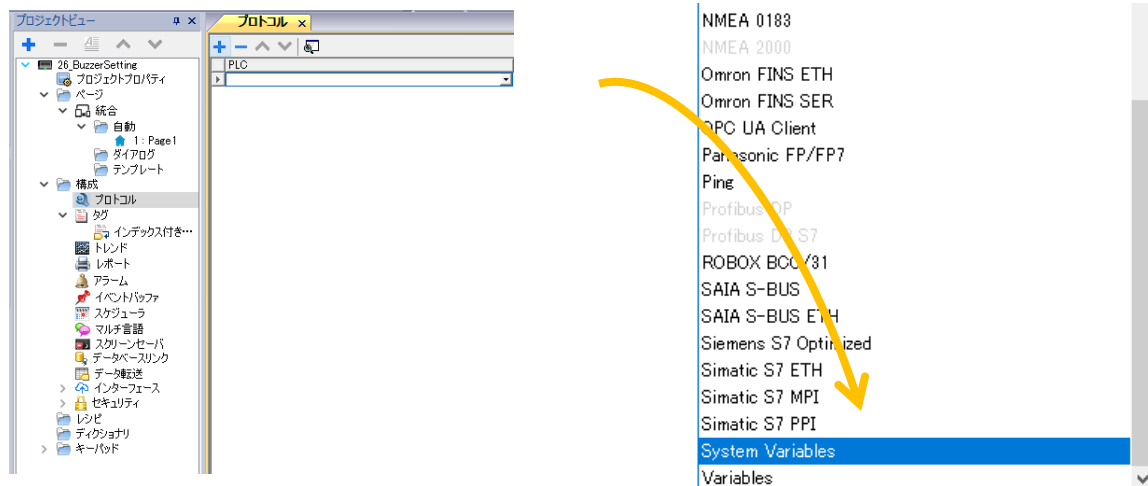 プロジェクトビュー
26_BuzzerSetting
プロジェクトプロパティ
ページ
統合
自動
1 : Page1
ダイアログ
テンプレート
構成
プロトコル
タグ
インデックス付き…
トレンド
レポート
アラーム
イベントバッファ
スケジューラ
マルチ言語
スクリーンセーバ
データベースリンク
データ転送
インターフェース
セキュリティ
レシピ
ディクショナリ
キーパッド
プロトコル
PLC
NMEA 0183
NMEA 2000
Omron FINS ETH
Omron FINS SER
OPC UA Client
Panasonic FP/FP7
Ping
Profibus DP
Profibus DP S7
ROBOX BCC/31
SAIA S-BUS
SAIA S-BUS ETH
Siemens S7 Optimized
Simatic S7 ETH
Simatic S7 MPI
Simatic S7 PPI
System Variables
Variables